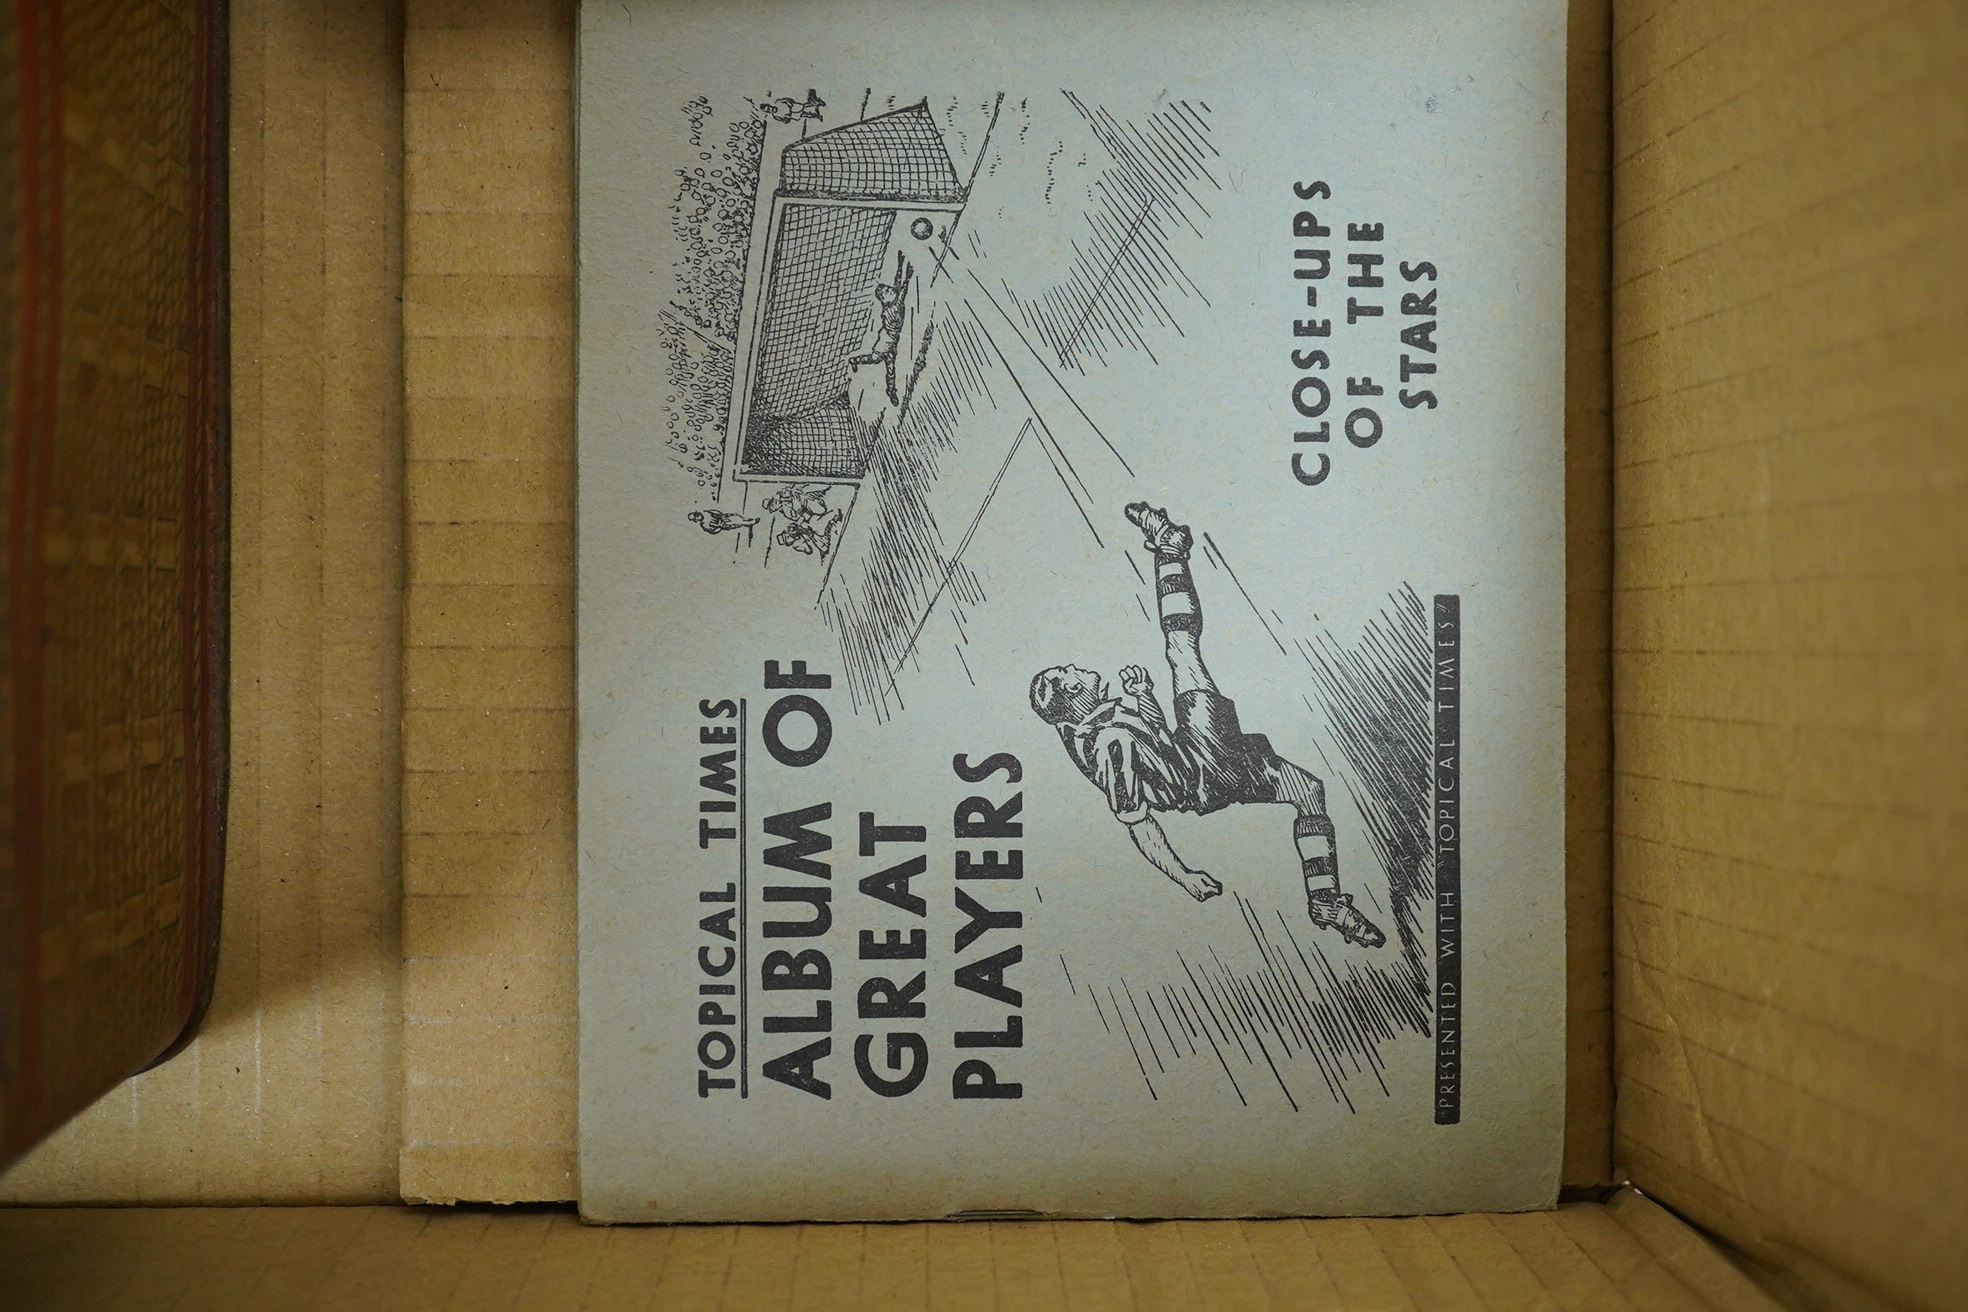 TOPICAL TIMES
ALBUM OF
GREAT
PLAYERS
CLOSE-UPS
OF THE
STARS
PRESENTED WITH "TOPICAL TIMES"